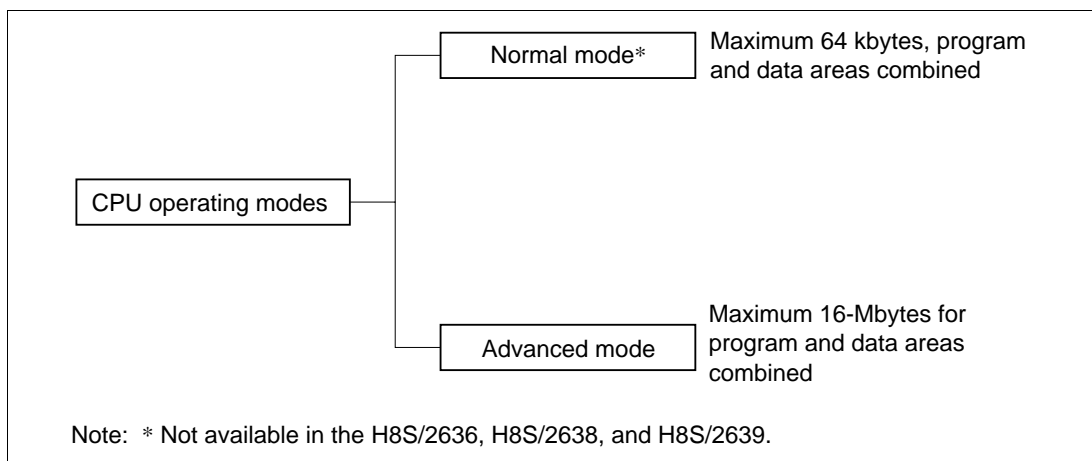 Normal mode*
Maximum 64 kbytes, program
and data areas combined
CPU operating modes
Advanced mode
Maximum 16-Mbytes for
program and data areas
combined
Note: * Not available in the H8S/2636, H8S/2638, and H8S/2639.